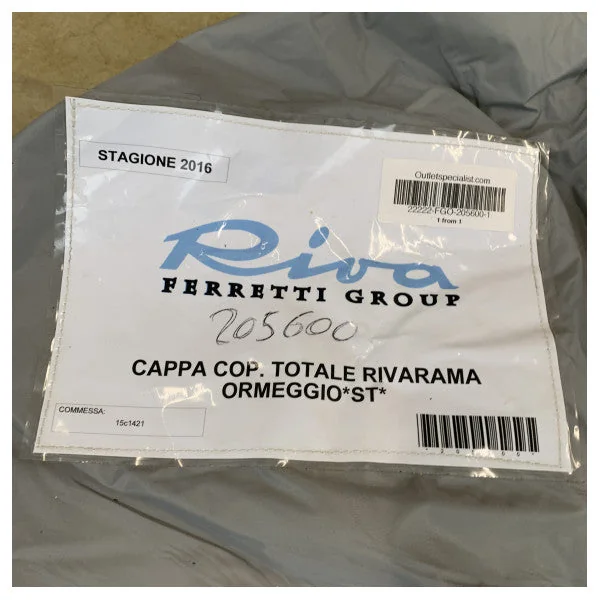 STAGIONE 2016
Outletspecialist.com
22222-FGO-205600-1
1 from 1
Riva
FERRETTI GROUP
205600
CAPPA COP. TOTALE RIVARAMA
ORMEGGIO*ST*
COMMESSA:
15c1421